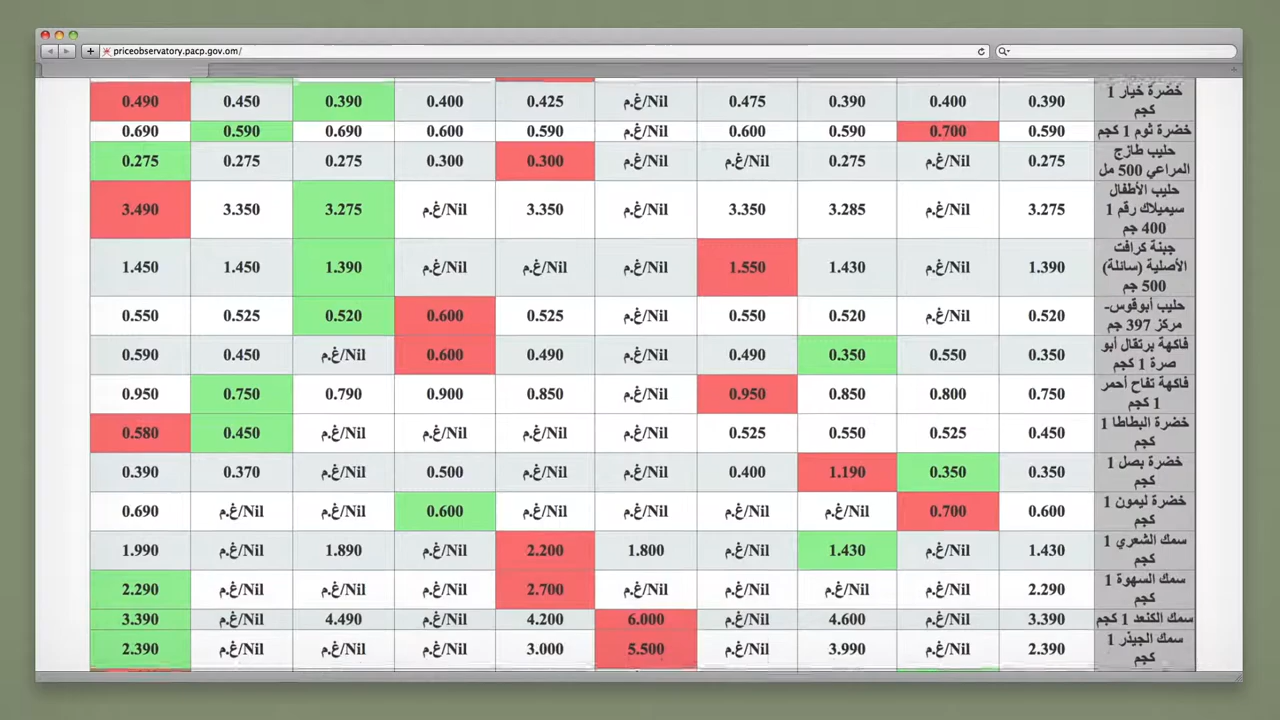 priceobservatory.pacp.gov.om/
خضرة خيار 1 كجم 0.390 0.400 0.390 0.475 غ.م/Nil 0.425 0.400 0.390 0.450 0.490
خضرة ثوم 1 كجم 0.590 0.700 0.590 0.600 غ.م/Nil 0.590 0.600 0.690 0.590 0.690
حليب طازج المراعي 500 مل 0.275 غ.م/Nil 0.275 غ.م/Nil غ.م/Nil 0.300 0.300 0.275 0.275 0.275
حليب الأطفال سيميلاك رقم 1 400 جم 3.275 غ.م/Nil 3.285 3.350 غ.م/Nil 3.350 غ.م/Nil 3.275 3.350 3.490
جبنة كرافت الأصلية (سائلة) 500 جم 1.390 غ.م/Nil 1.430 1.550 غ.م/Nil غ.م/Nil غ.م/Nil 1.390 1.450 1.450
حليب أبوقوس- مركز 397 جم 0.520 غ.م/Nil 0.520 0.550 غ.م/Nil 0.525 0.600 0.520 0.525 0.550
فاكهة برتقال أبو صرة 1 كجم 0.350 0.550 0.350 0.490 غ.م/Nil 0.490 0.600 غ.م/Nil 0.450 0.590
فاكهة تفاح أحمر 1 كجم 0.750 0.800 0.850 0.950 غ.م/Nil 0.850 0.900 0.790 0.750 0.950
خضرة البطاطا 1 كجم 0.450 0.525 0.550 0.525 غ.م/Nil غ.م/Nil غ.م/Nil غ.م/Nil 0.450 0.580
خضرة بصل 1 كجم 0.350 0.350 1.190 0.400 غ.م/Nil غ.م/Nil 0.500 غ.م/Nil 0.370 0.390
خضرة ليمون 1 كجم 0.600 0.700 غ.م/Nil غ.م/Nil غ.م/Nil غ.م/Nil 0.600 غ.م/Nil غ.م/Nil 0.690
سمك الشعري 1 كجم 1.430 غ.م/Nil 1.430 غ.م/Nil 1.800 2.200 غ.م/Nil 1.890 غ.م/Nil 1.990
سمك السهوة 1 كجم 2.290 غ.م/Nil غ.م/Nil غ.م/Nil غ.م/Nil 2.700 غ.م/Nil غ.م/Nil غ.م/Nil 2.290
سمك الكنعد 1 كجم 3.390 غ.م/Nil 4.600 غ.م/Nil 6.000 4.200 غ.م/Nil 4.490 غ.م/Nil 3.390
سمك الجيذر 1 كجم 2.390 غ.م/Nil 3.990 غ.م/Nil 5.500 3.000 غ.م/Nil غ.م/Nil غ.م/Nil 2.390